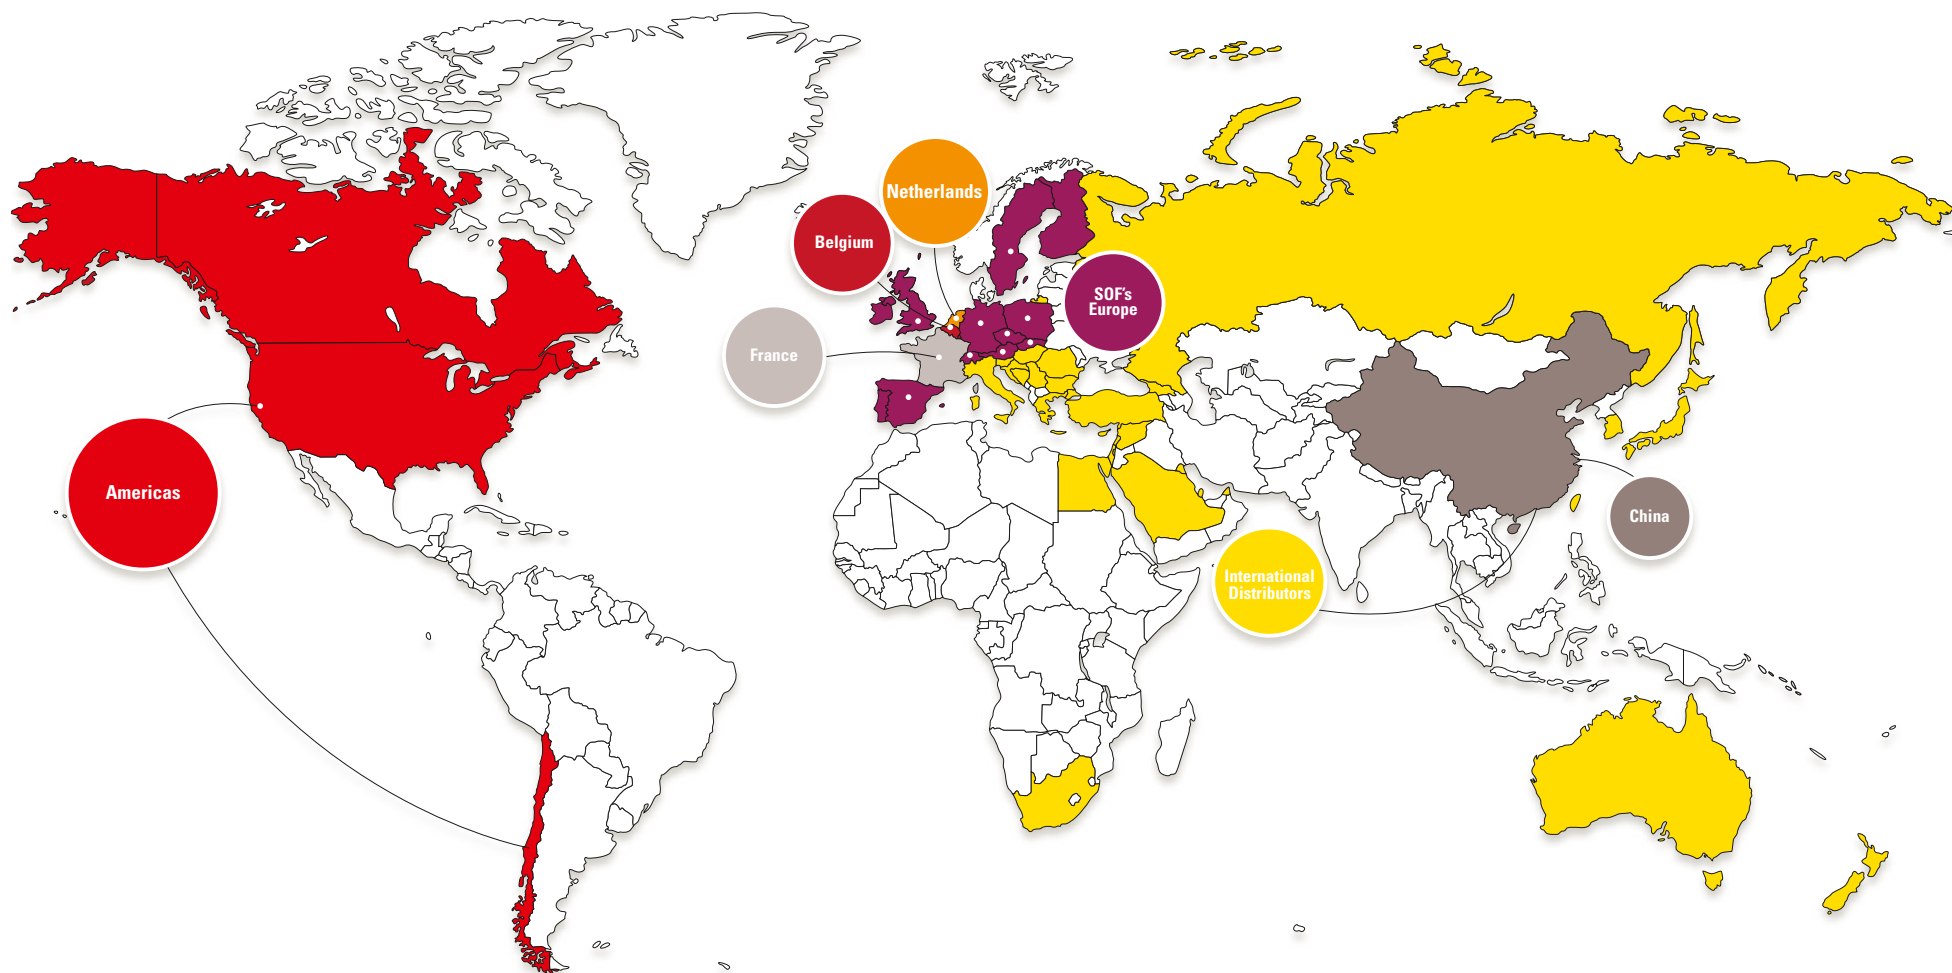 Netherlands
Belgium
SOF's
Europe
France
Americas
China
International
Distributors